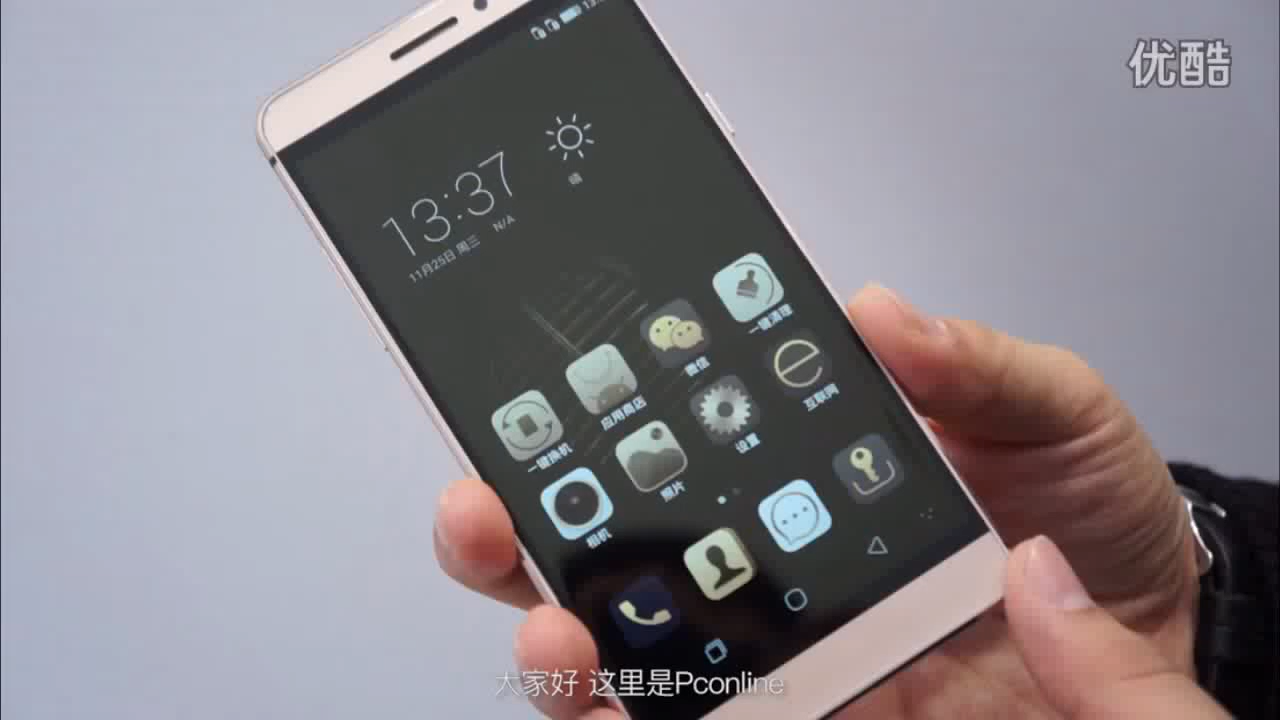 优酷
13:37
11月25日 周三 N/A
晴
一键换机 应用商店 微信 一键清理
相机 照片 设置 互联网
大家好 这里是Pconline